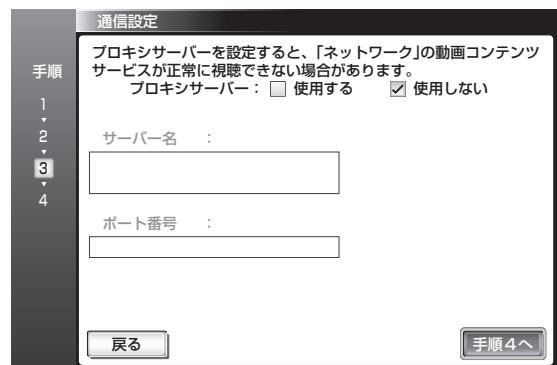 通信設定
手順
1
2
3
4
プロキシサーバーを設定すると、「ネットワーク」の動画コンテンツ
サービスが正常に視聴できない場合があります。
プロキシサーバー： 使用する 使用しない
サーバー名 ：
ポート番号 ：
戻る
手順4へ